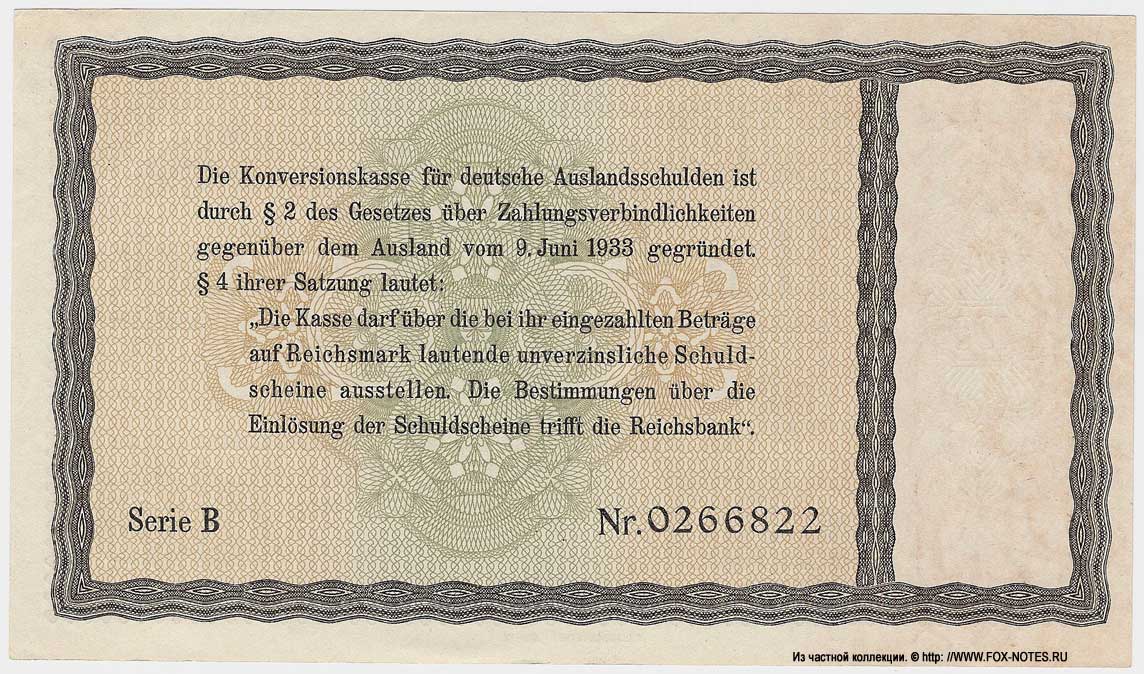 Die Konversionskasse für deutsche Auslandsschulden ist
durch § 2 des Gesetzes über Zahlungsverbindlichkeiten
gegenüber dem Ausland vom 9. Juni 1933 gegründet.
§ 4 ihrer Satzung lautet:
„Die Kasse darf über die bei ihr eingezahlten Beträge
auf Reichsmark lautende unverzinsliche Schuld-
scheine ausstellen. Die Bestimmungen über die
Einlösung der Schuldscheine trifft die Reichsbank“.
Serie B
Nr. 0266822
Из частной коллекции. © http: //WWW.FOX-NOTES.RU